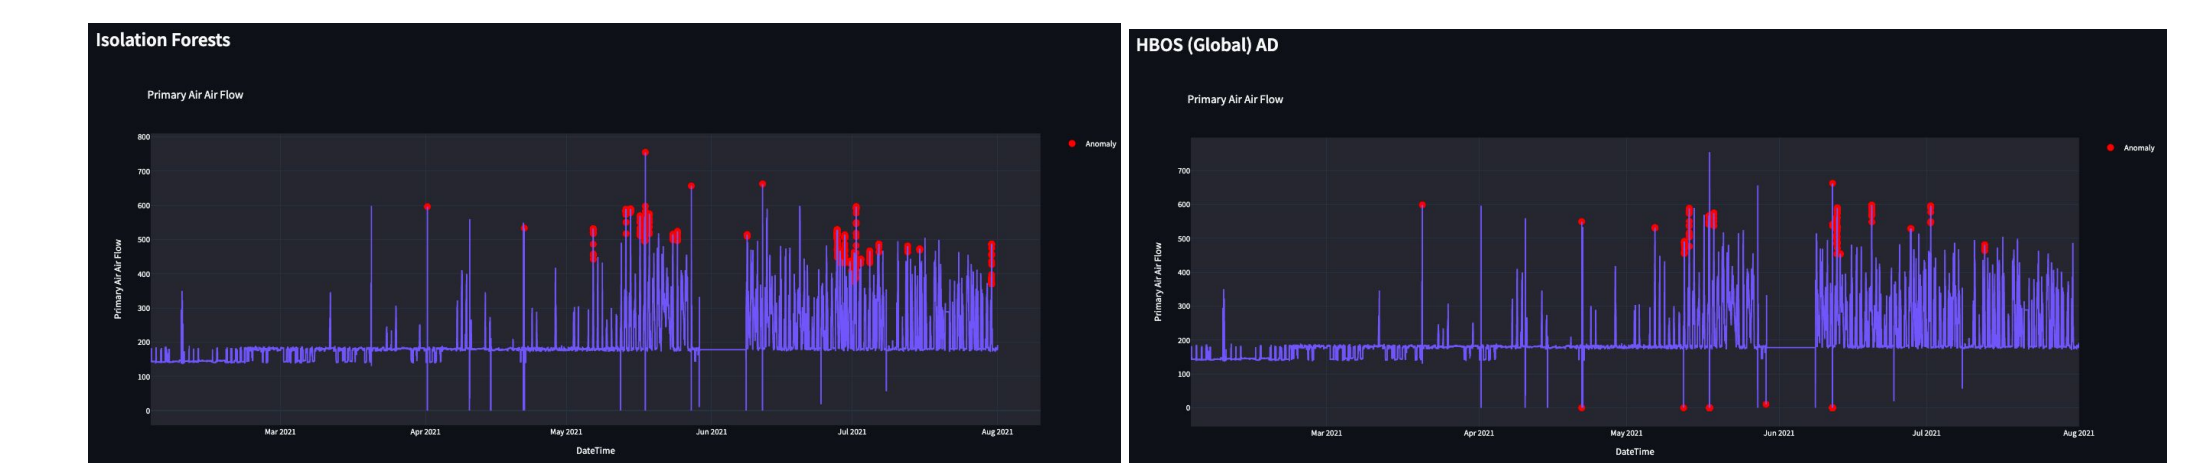 Isolation Forests
Primary Air Air Flow
800
700
600
500
400
300
200
100
0
Primary Air Air Flow
Mar 2021
Apr 2021
May 2021
Jun 2021
Jul 2021
Aug 2021
DateTime
Anomaly
HBOS (Global) AD
Primary Air Air Flow
700
600
500
400
300
200
100
0
Primary Air Air Flow
Mar 2021
Apr 2021
May 2021
Jun 2021
Jul 2021
Aug 2021
DateTime
Anomaly